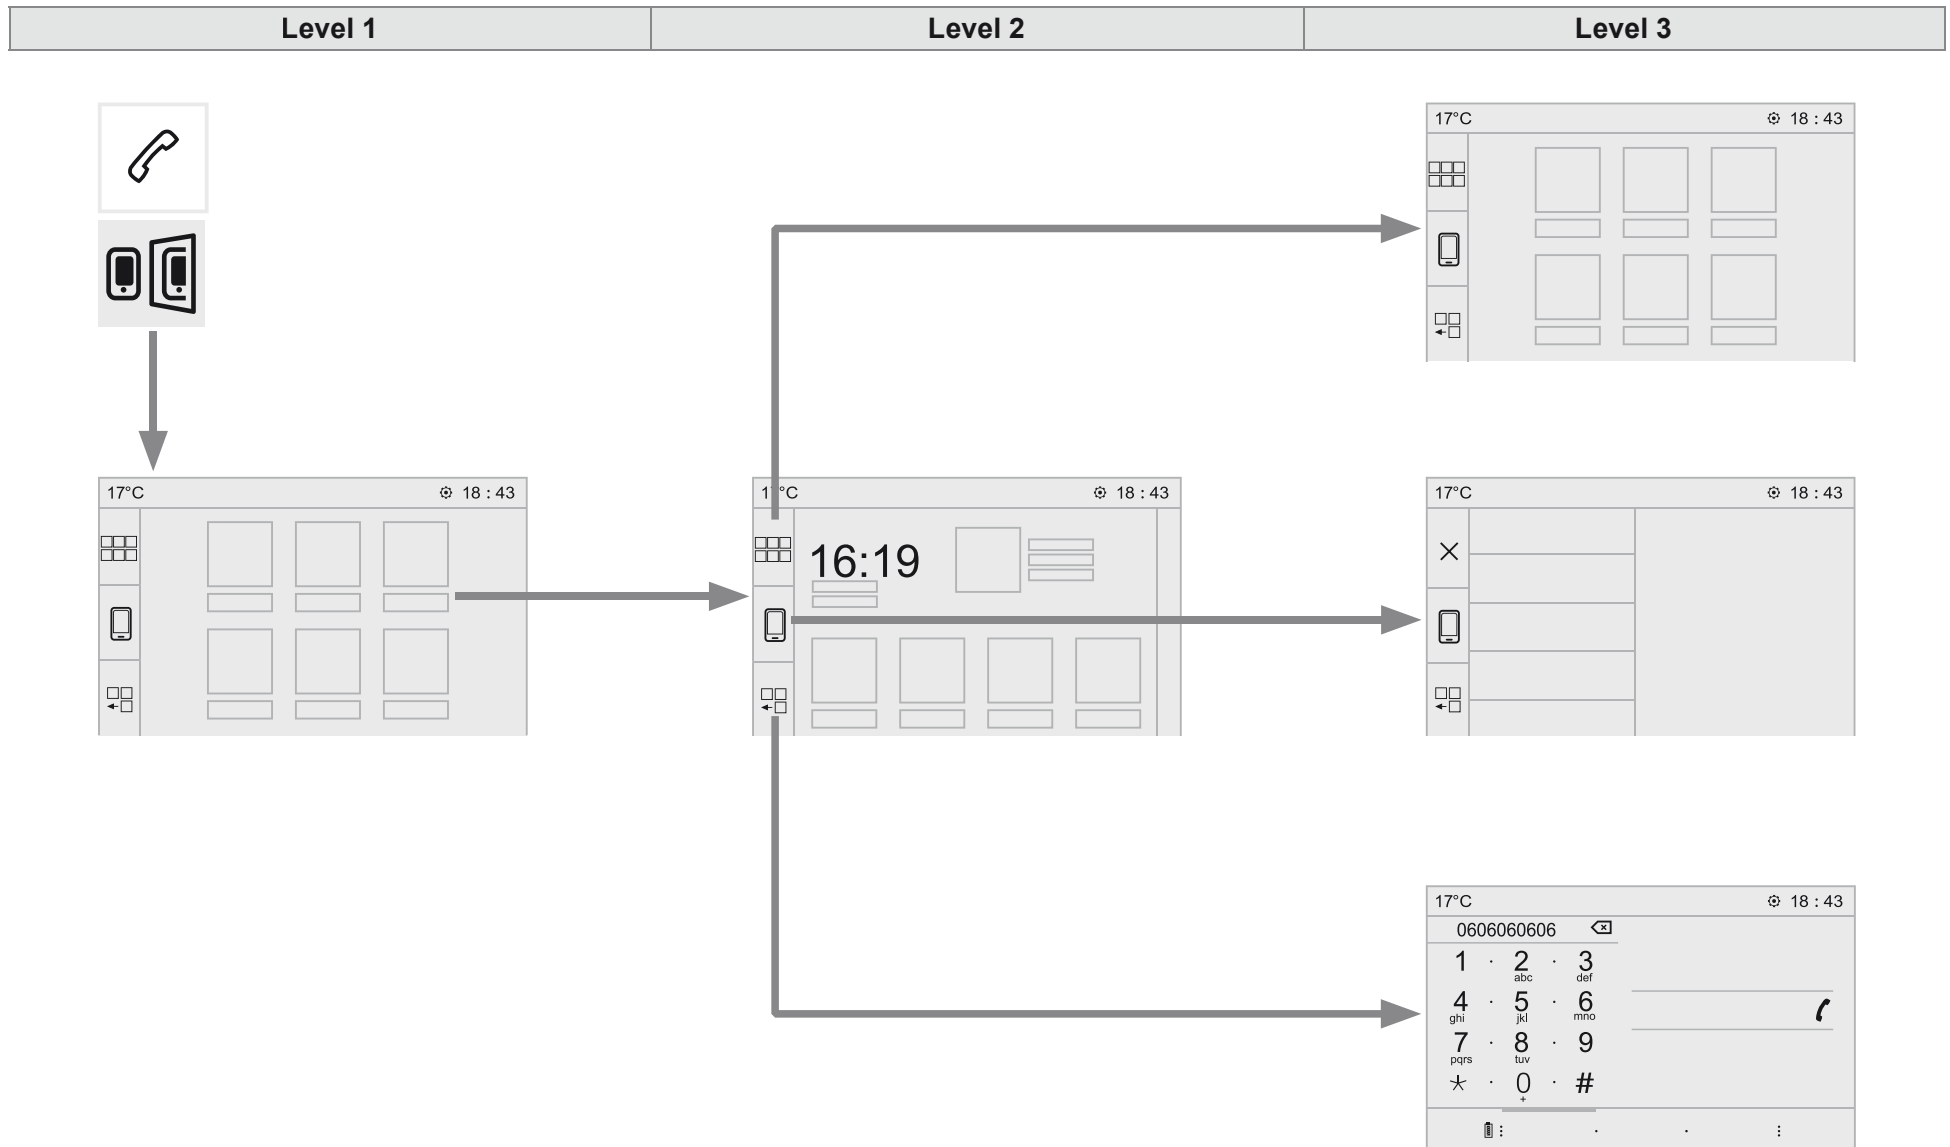 Level 1 Level 2 Level 3
17°C 18 : 43
17°C 18 : 43
17°C 18 : 43
16:19
17°C 18 : 43
17°C 18 : 43
0606060606
1 · 2 · 3
abc def
4 · 5 · 6
ghi jkl mno
7 · 8 · 9
pqrs tuv
* · 0 · #
+